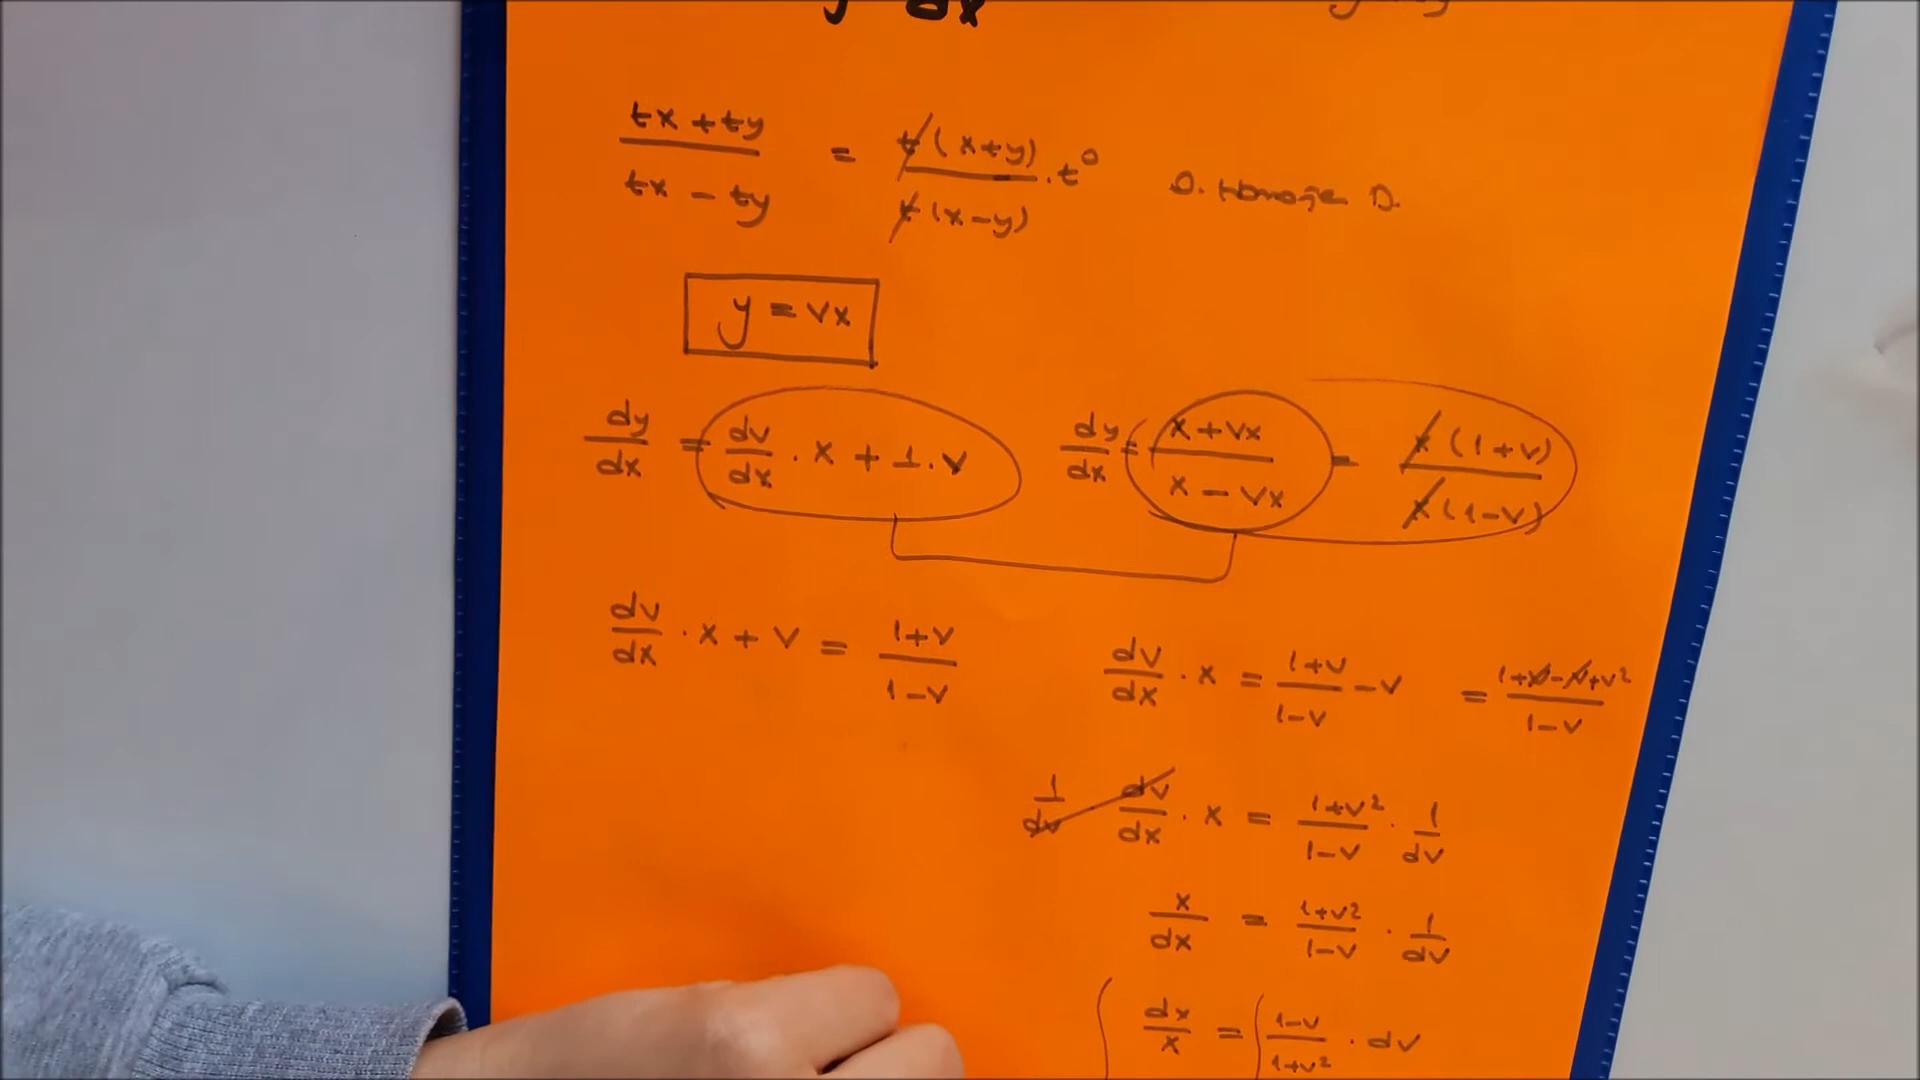 tx + ty / tx - ty = t(x+y) / t(x-y) . t⁰ 0. Homojen D.
y = vx
dy/dx = dv/dx . x + 1 . v dy/dx = x + vx / x - vx = x(1+v) / x(1-v)
dv/dx . x + v = 1+v / 1-v
dv/dx . x = 1+v / 1-v - v = 1+v-v+v² / 1-v
1/dv dv/dx . x = 1+v² / 1-v . 1/dv
x/dx = 1+v² / 1-v . 1/dv
∫ dx/x = ∫ 1-v / 1+v² . dv